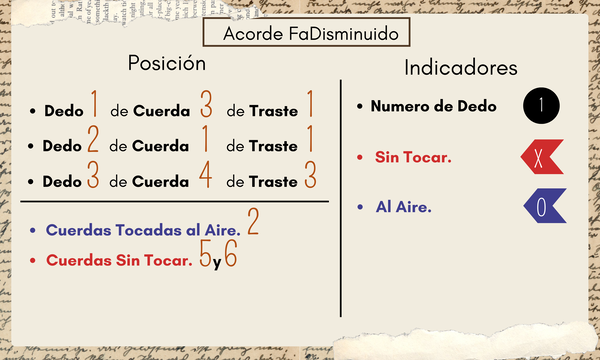 Acorde FaDisminuido
Posición
• Dedo 1 de Cuerda 3 de Traste 1
• Dedo 2 de Cuerda 1 de Traste 1
• Dedo 3 de Cuerda 4 de Traste 3
• Cuerdas Tocadas al Aire. 2
• Cuerdas Sin Tocar. 5y6
Indicadores
• Numero de Dedo 1
• Sin Tocar. X
• Al Aire. 0